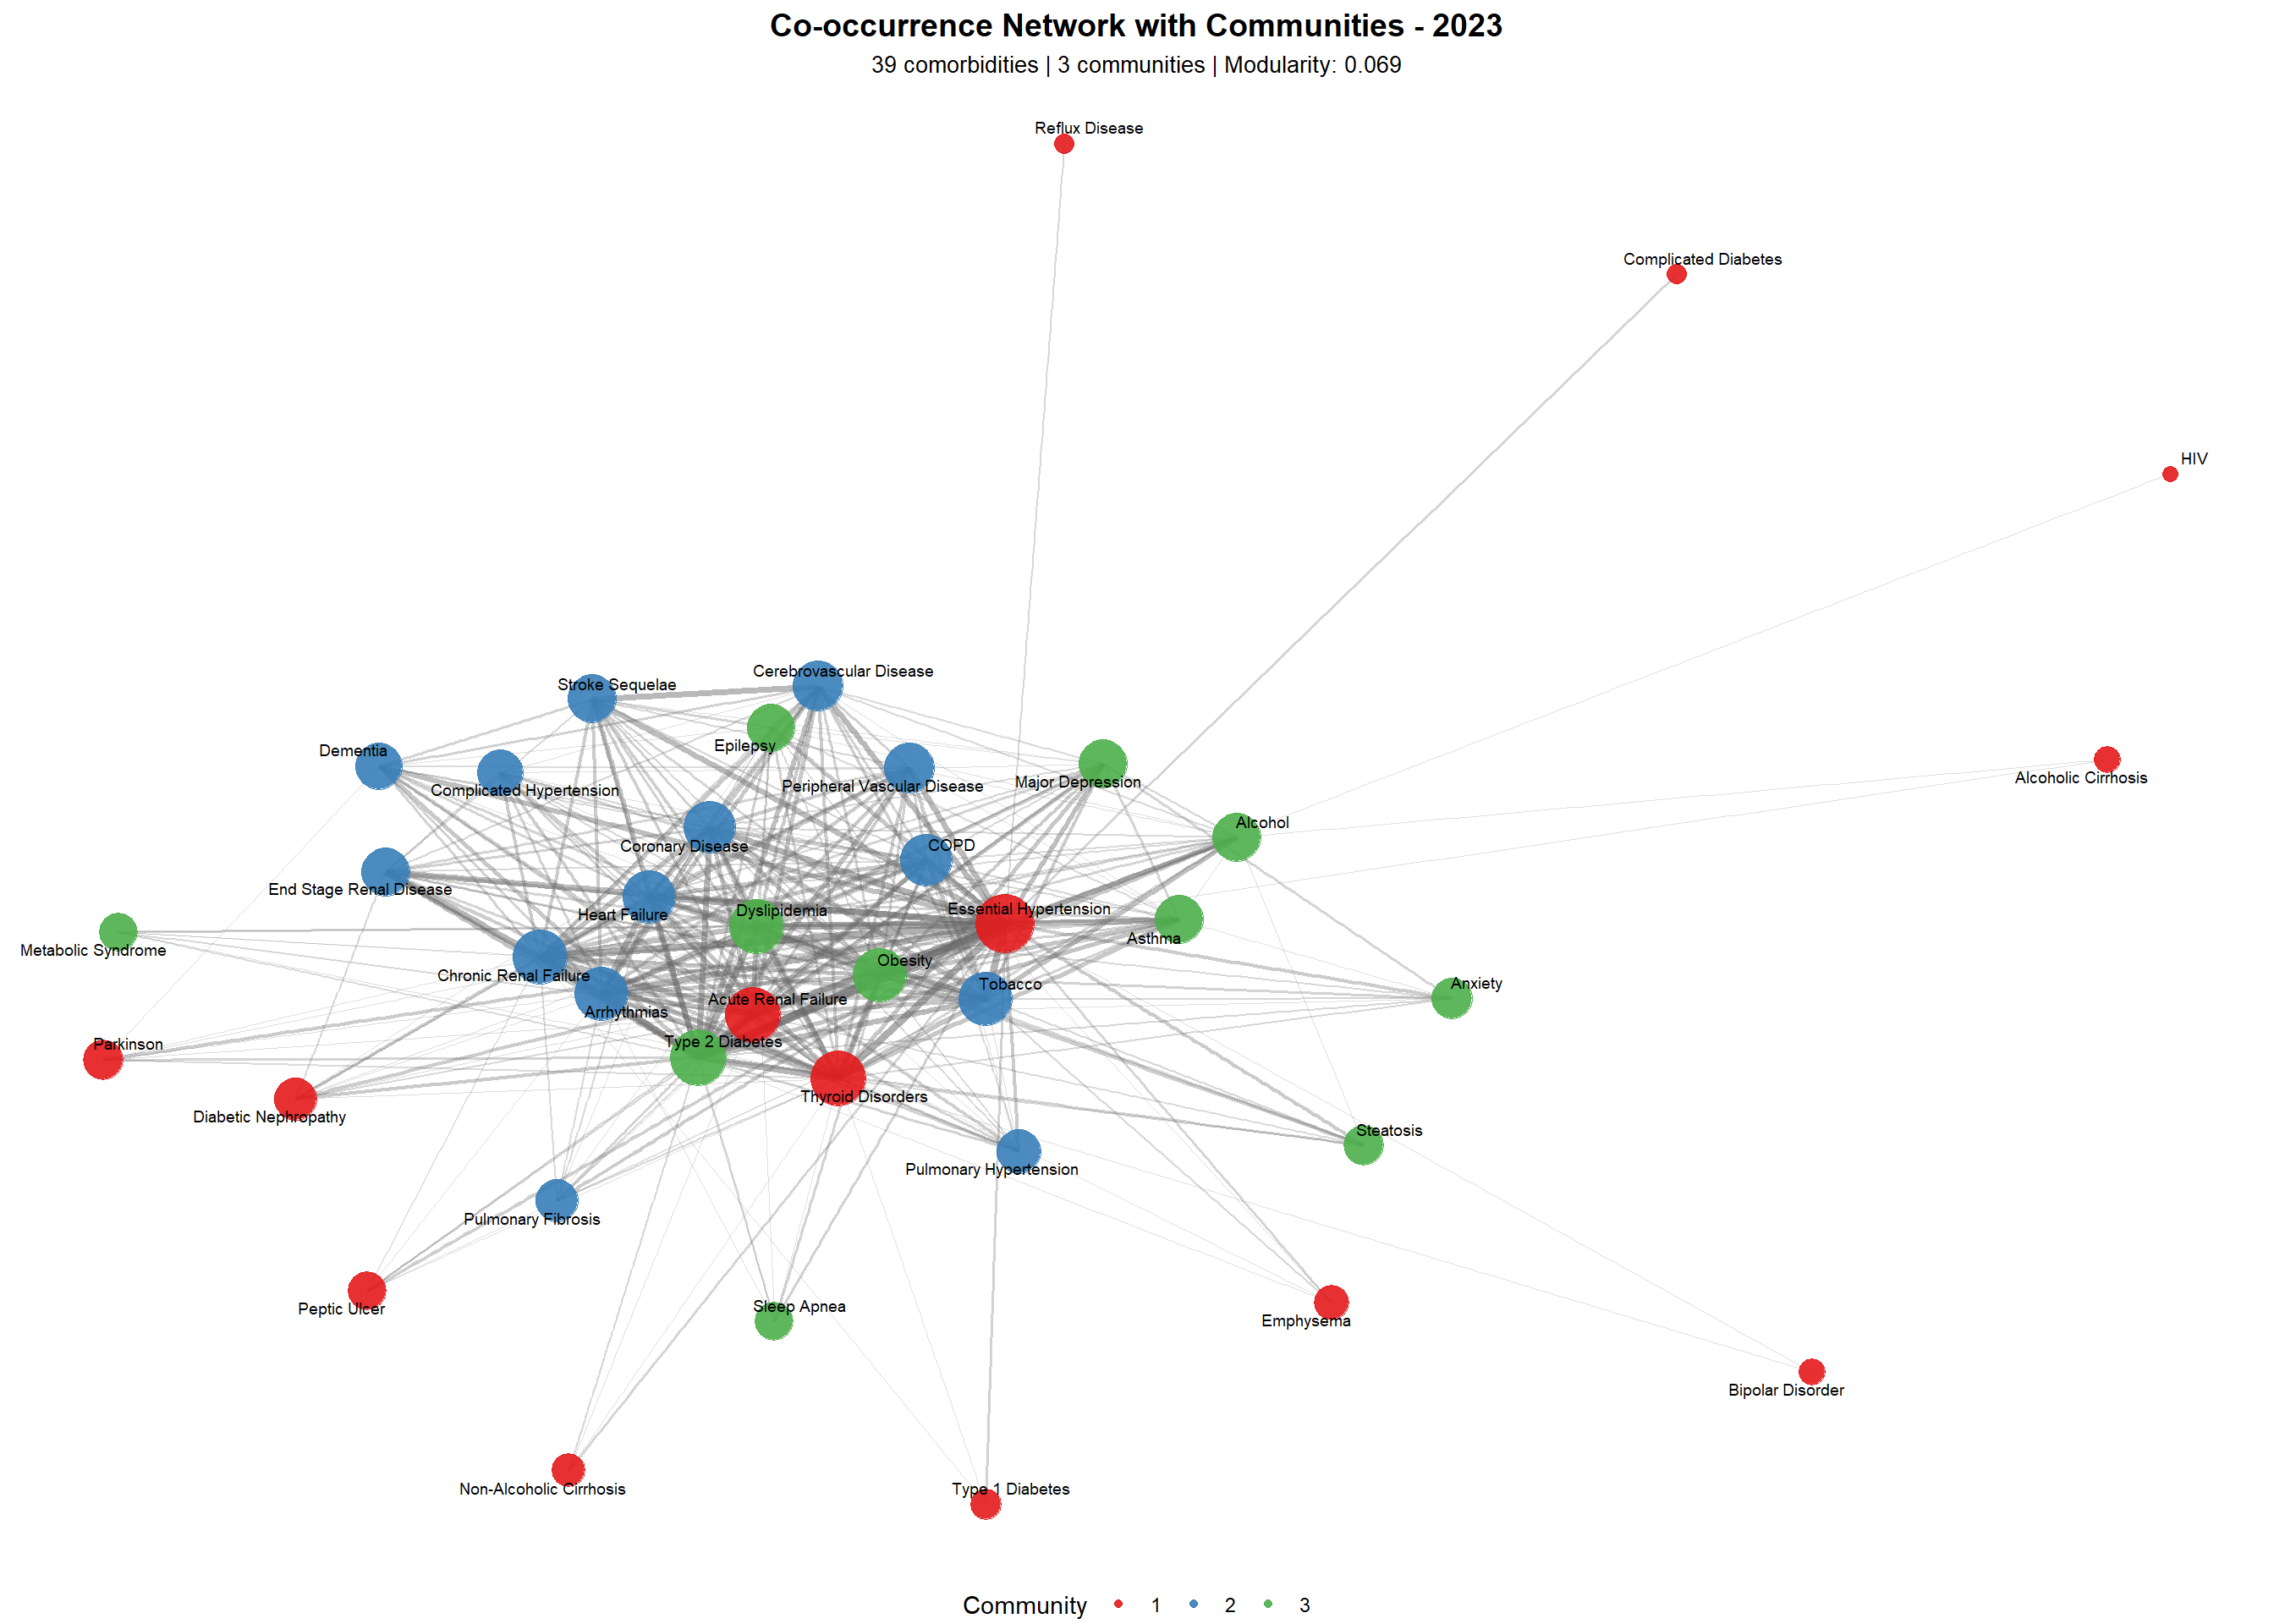 Co-occurrence Network with Communities - 2023
39 comorbidities | 3 communities | Modularity: 0.069
Reflux Disease
Complicated Diabetes
HIV
Cerebrovascular Disease
Stroke Sequelae
Epilepsy
Dementia
Alcoholic Cirrhosis
Major Depression
Peripheral Vascular Disease
Complicated Hypertension
Alcohol
COPD
Coronary Disease
End Stage Renal Disease
Essential Hypertension
Dyslipidemia
Heart Failure
Asthma
Metabolic Syndrome
Obesity
Chronic Renal Failure
Anxiety
Tobacco
Acute Renal Failure
Arrhythmias
Type 2 Diabetes
Parkinson
Thyroid Disorders
Diabetic Nephropathy
Steatosis
Pulmonary Hypertension
Pulmonary Fibrosis
Sleep Apnea
Peptic Ulcer
Emphysema
Bipolar Disorder
Non-Alcoholic Cirrhosis
Type 1 Diabetes
Community 1 2 3